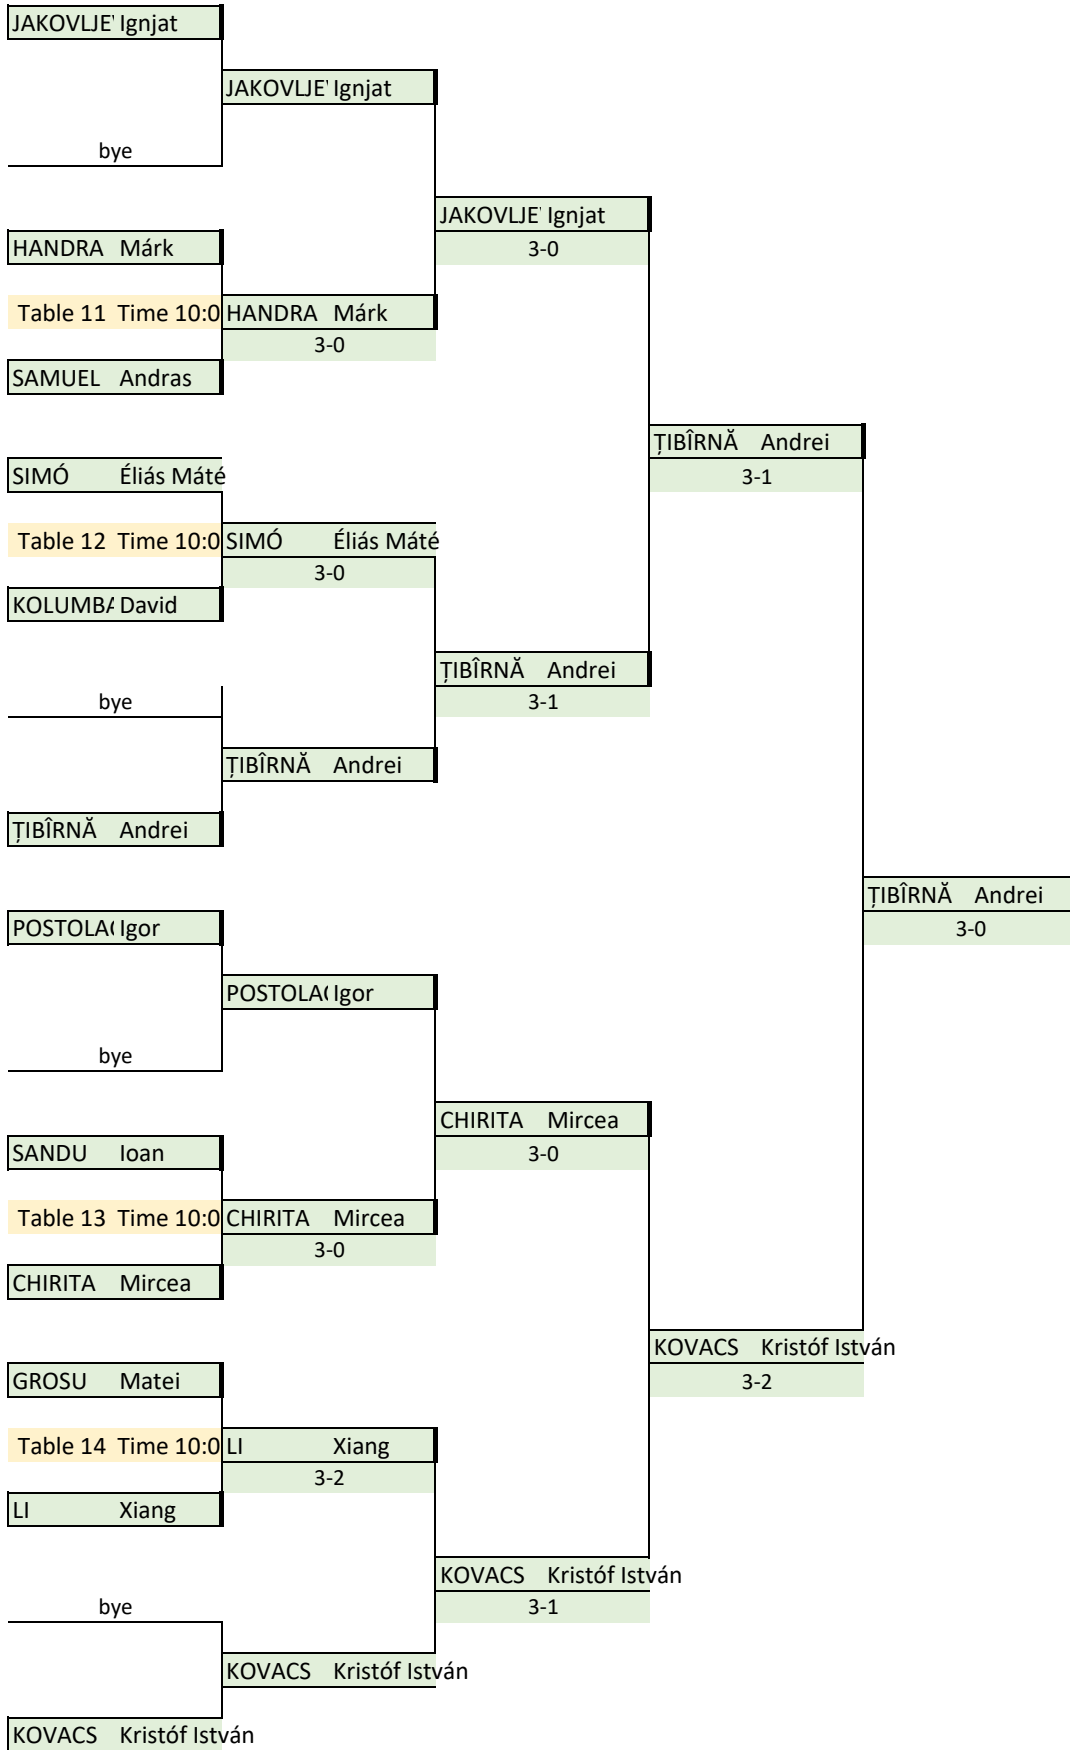 JAKOVLJE Ignjat
JAKOVLJE Ignjat
bye
JAKOVLJE Ignjat
HANDRA Márk
3-0
Table 11 Time 10:0
HANDRA Márk
3-0
SAMUEL Andras
ȚIBÎRNĂ Andrei
SIMÓ Éliás Máté
3-1
Table 12 Time 10:0
SIMÓ Éliás Máté
3-0
KOLUMBA David
ȚIBÎRNĂ Andrei
bye
3-1
ȚIBÎRNĂ Andrei
ȚIBÎRNĂ Andrei
ȚIBÎRNĂ Andrei
POSTOLA Igor
3-0
POSTOLA Igor
bye
CHIRITA Mircea
SANDU Ioan
3-0
Table 13 Time 10:0
CHIRITA Mircea
3-0
CHIRITA Mircea
KOVACS Kristóf István
GROSU Matei
3-2
Table 14 Time 10:0
LI Xiang
3-2
LI Xiang
KOVACS Kristóf István
bye
3-1
KOVACS Kristóf István
KOVACS Kristóf István